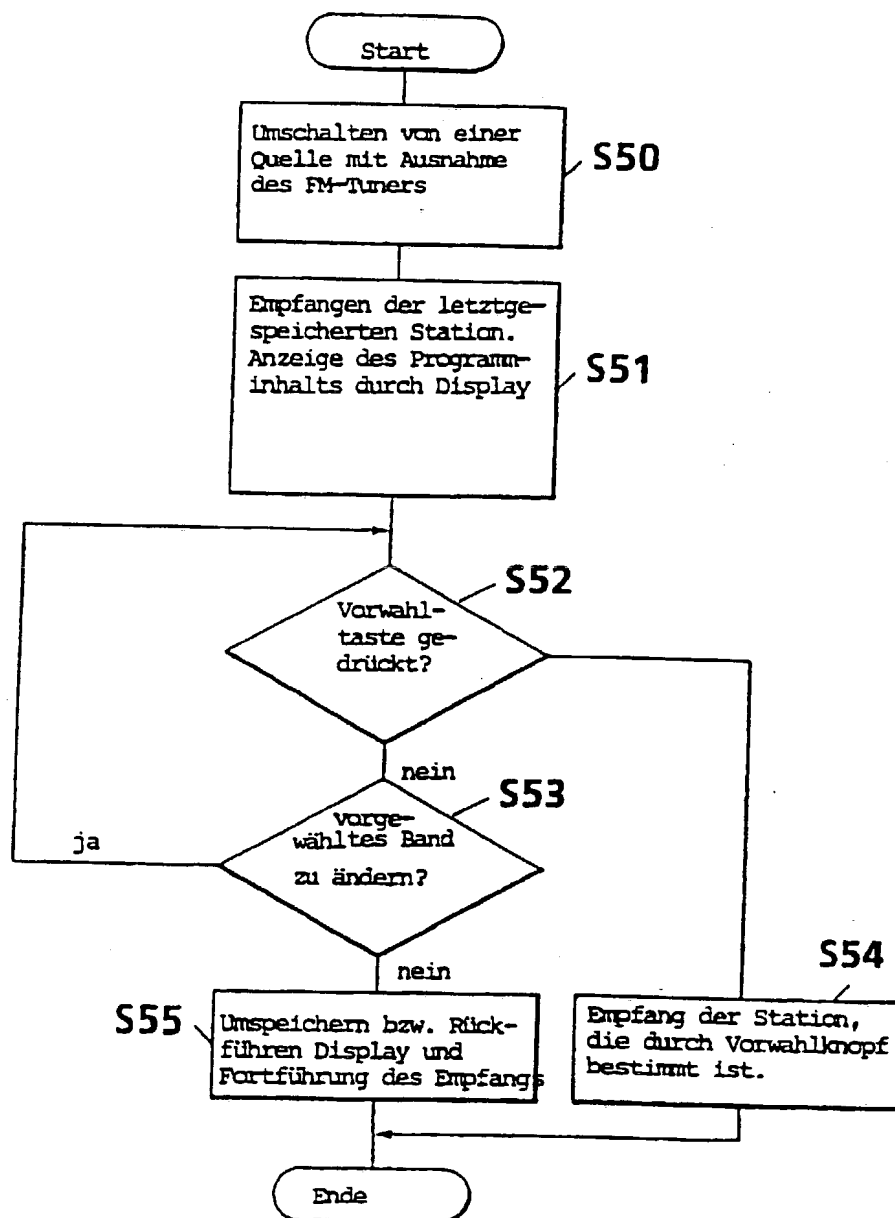 Start
Umschalten von einer
Quelle mit Ausnahme
des FM-Tuners
S50
Empfangen der letztge-
speicherten Station.
Anzeige des Programm-
inhalts durch Display
S51
S52
Vorwahl-
taste ge-
drückt?
nein
S53
vorge-
wähltes Band
zu ändern?
ja
nein
S55
Umspeichern bzw. Rück-
führen Display und
Fortführung des Empfangs
S54
Empfang der Station,
die durch Vorwahlknopf
bestimmt ist.
Ende